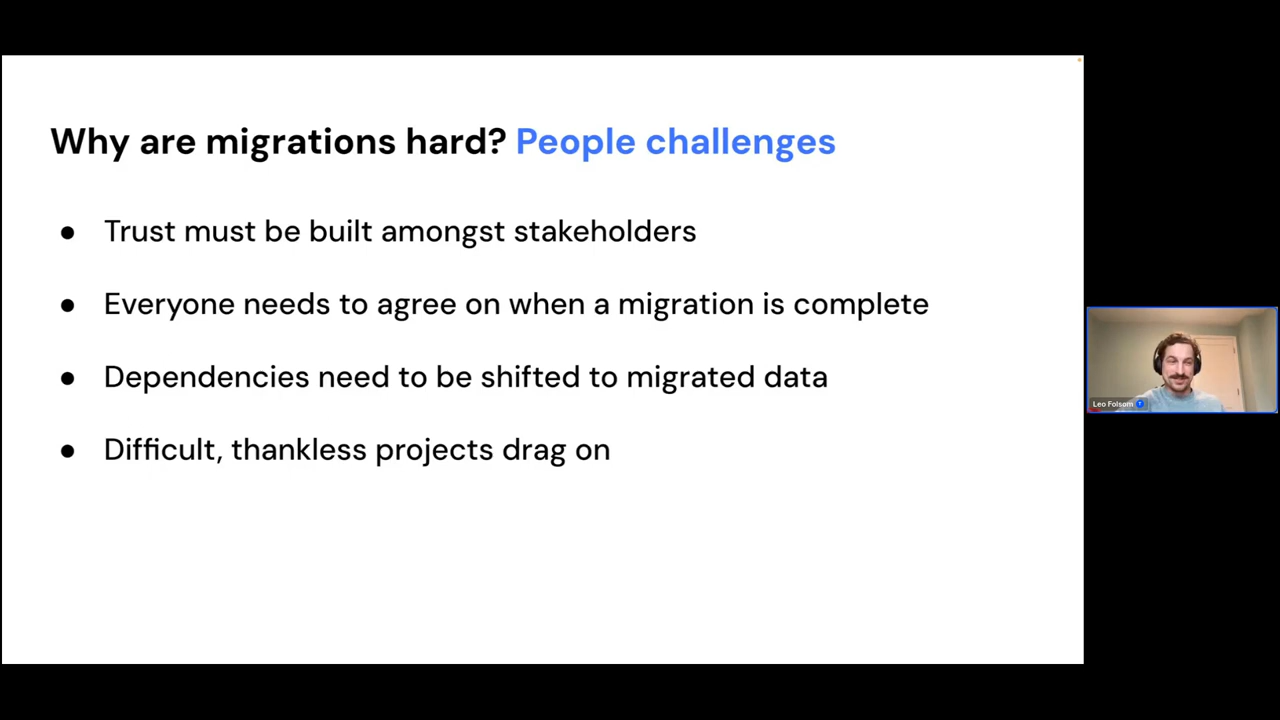 Why are migrations hard? People challenges
● Trust must be built amongst stakeholders
● Everyone needs to agree on when a migration is complete
● Dependencies need to be shifted to migrated data
● Difficult, thankless projects drag on
Leo Folsom